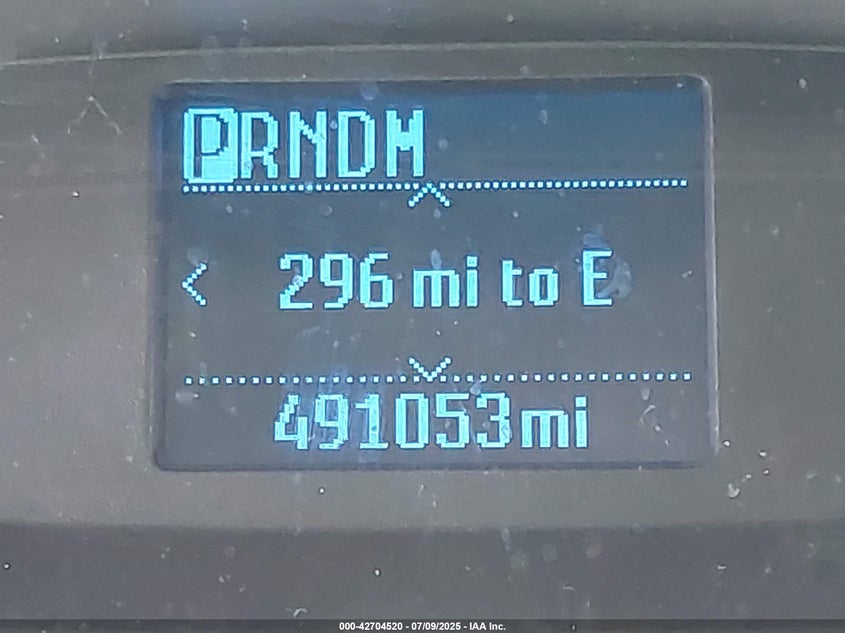 PRNDM
296 mi to E
491053mi
000-42704520 - 07/09/2025 - IAA Inc.